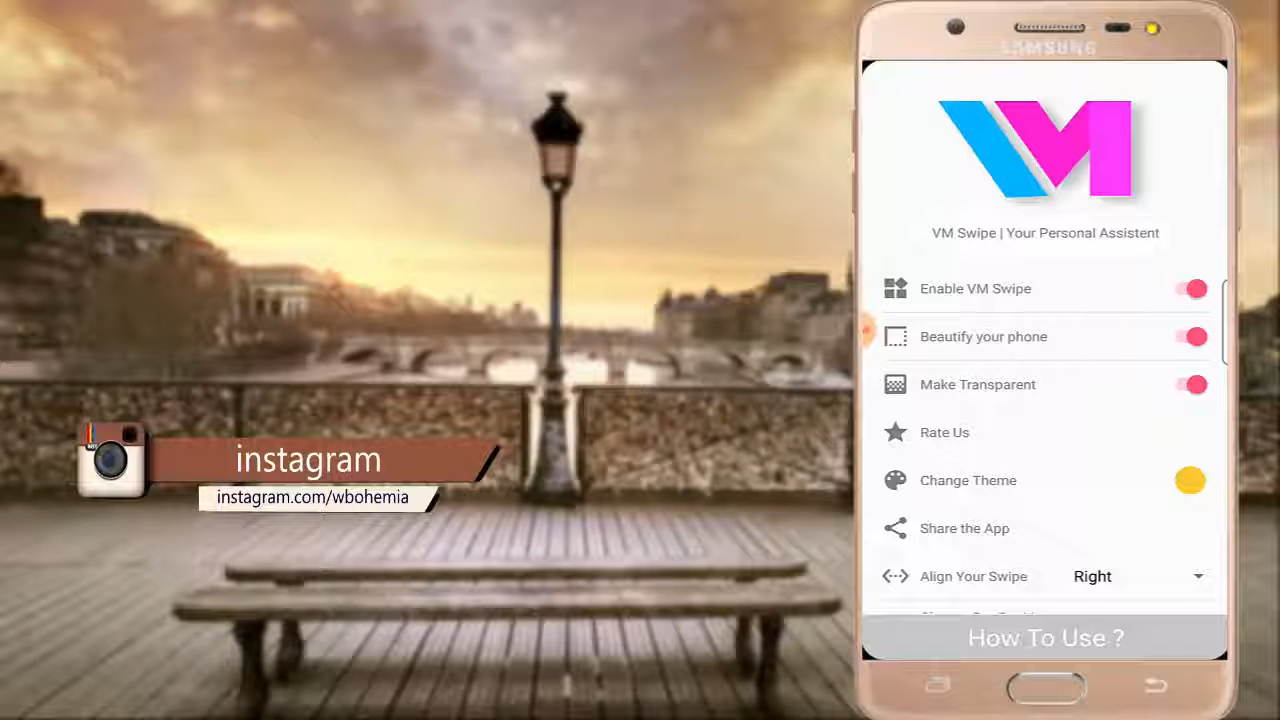 SAMSUNG
VM
VM Swipe | Your Personal Assistent
Enable VM Swipe
Beautify your phone
Make Transparent
Rate Us
Change Theme
Share the App
Align Your Swipe Right
How To Use ?
instagram
instagram.com/wbohemia